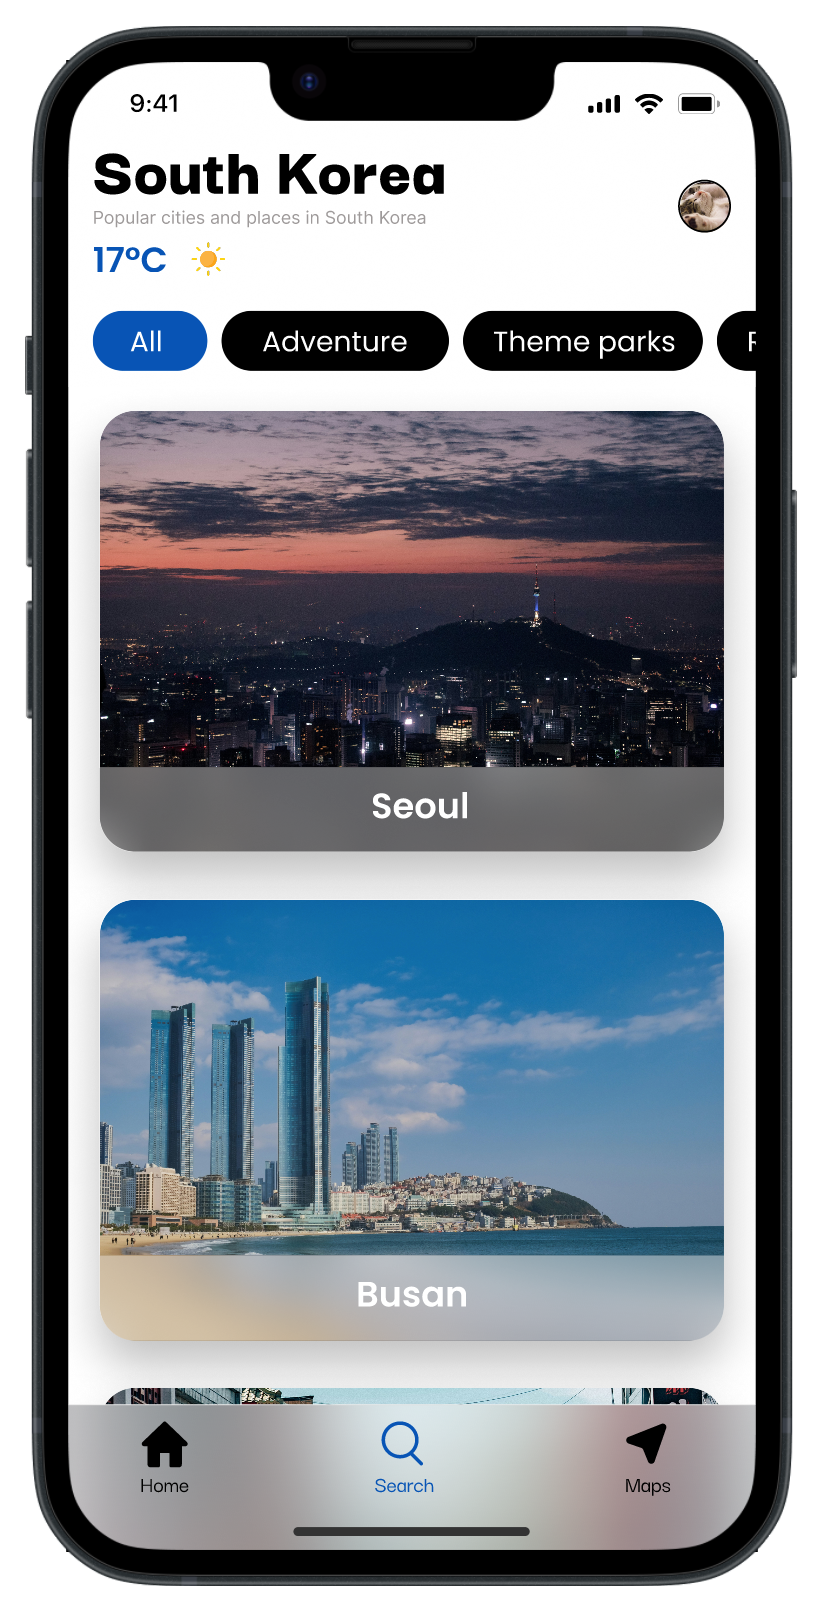 9:41
South Korea
Popular cities and places in South Korea
17°C
All Adventure Theme parks
Seoul
Busan
Home Search Maps